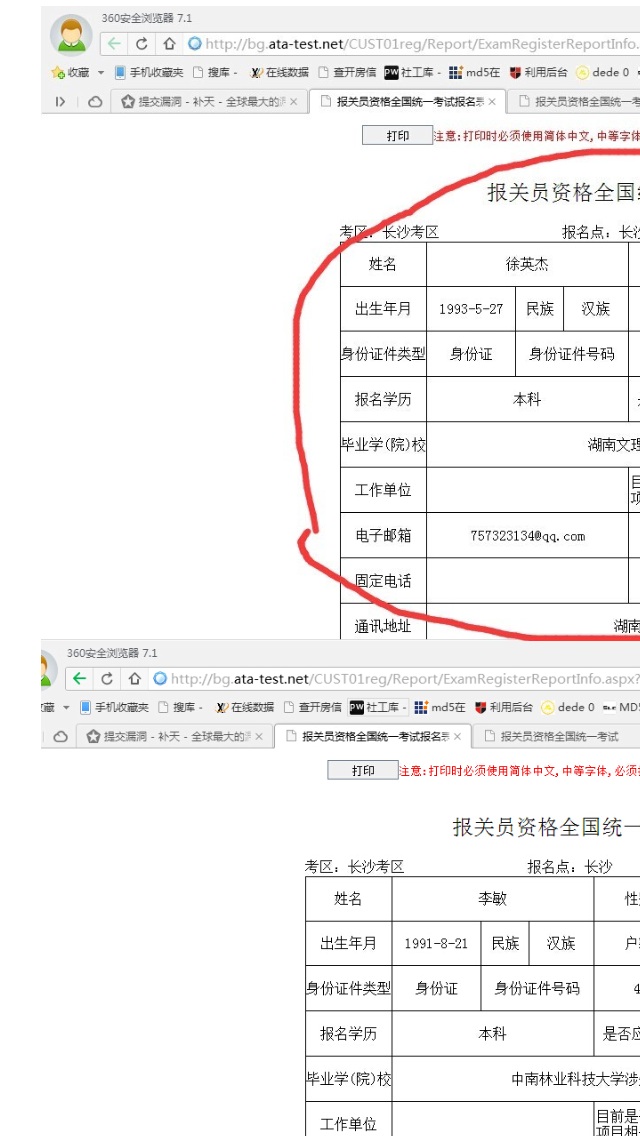 360安全浏览器 7.1
http://bg.ata-test.net/CUST01reg/Report/ExamRegisterReportInfo.
收藏 手机收藏夹 搜库 - 在线数据 查开房信 社工库 - md5在 利用后台 dede 0
提交漏洞 - 补天 - 全球最大的 × 报关员资格全国统一考试报名 × 报关员资格全国统一考
打印 注意:打印时必须使用简体中文,中等字体
报关员资格全国
考区: 长沙考区 报名点: 长
姓名 徐英杰
出生年月 1993-5-27 民族 汉族
身份证件类型 身份证 身份证件号码
报名学历 本科
毕业学(院)校 湖南文理
工作单位
电子邮箱 757323134@qq.com
固定电话
通讯地址 湖南
360安全浏览器 7.1
http://bg.ata-test.net/CUST01reg/Report/ExamRegisterReportInfo.aspx?
藏 手机收藏夹 搜库 - 在线数据 查开房信 社工库 - md5在 利用后台 dede 0 MD5
提交漏洞 - 补天 - 全球最大的 × 报关员资格全国统一考试报名 × 报关员资格全国统一考试
打印 注意:打印时必须使用简体中文,中等字体,必须
报关员资格全国统一
考区: 长沙考区 报名点: 长沙
姓名 李敏 性
出生年月 1991-8-21 民族 汉族 户
身份证件类型 身份证 身份证件号码 4
报名学历 本科 是否应
毕业学(院)校 中南林业科技大学涉
工作单位 目前是
项目相